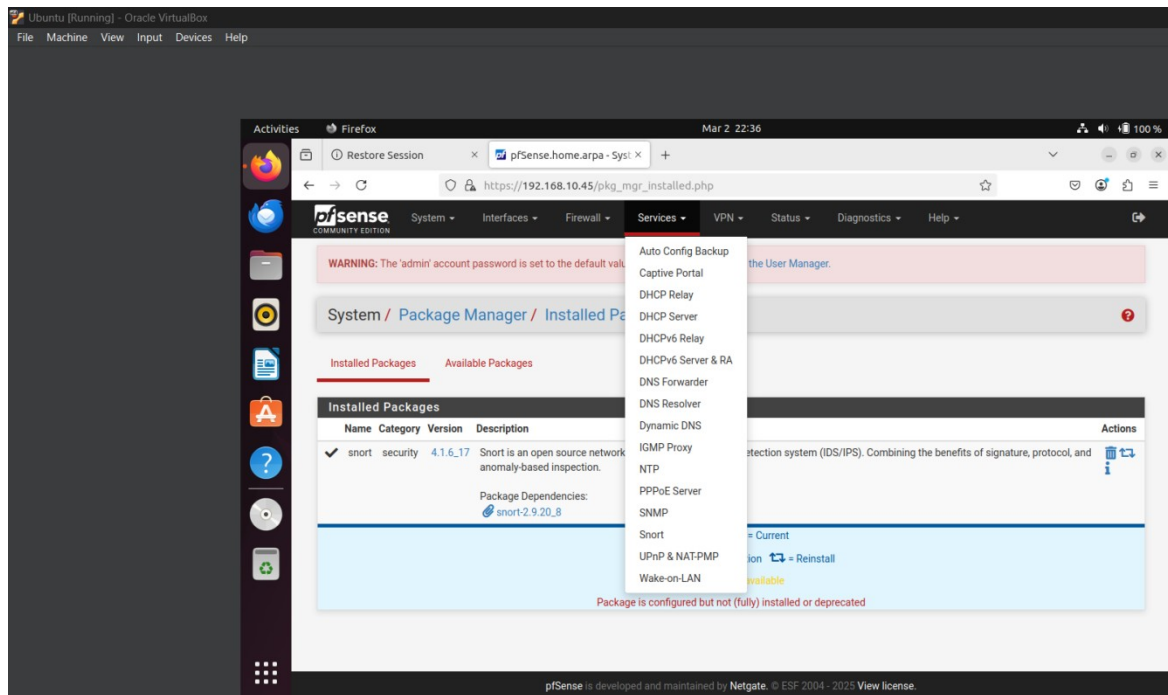 Ubuntu [Running] - Oracle VirtualBox
File Machine View Input Devices Help
Activities Firefox Mar 2 22:36 100 %
Restore Session × pfSense.home.arpa - Syst × +
https://192.168.10.45/pkg_mgr_installed.php
pfsense System Interfaces Firewall Services VPN Status Diagnostics Help
COMMUNITY EDITION
WARNING: The 'admin' account password is set to the default valu the User Manager.
System / Package Manager / Installed Pa
Installed Packages Available Packages
Installed Packages
Name Category Version Description Actions
snort security 4.1.6_17 Snort is an open source network etection system (IDS/IPS). Combining the benefits of signature, protocol, and
anomaly-based inspection.
Package Dependencies:
snort-2.9.20_8
= Current
ion = Reinstall
available
Package is configured but not (fully) installed or deprecated
Auto Config Backup
Captive Portal
DHCP Relay
DHCP Server
DHCPv6 Relay
DHCPv6 Server & RA
DNS Forwarder
DNS Resolver
Dynamic DNS
IGMP Proxy
NTP
PPPoE Server
SNMP
Snort
UPnP & NAT-PMP
Wake-on-LAN
pfSense is developed and maintained by Netgate. © ESF 2004 - 2025 View license.